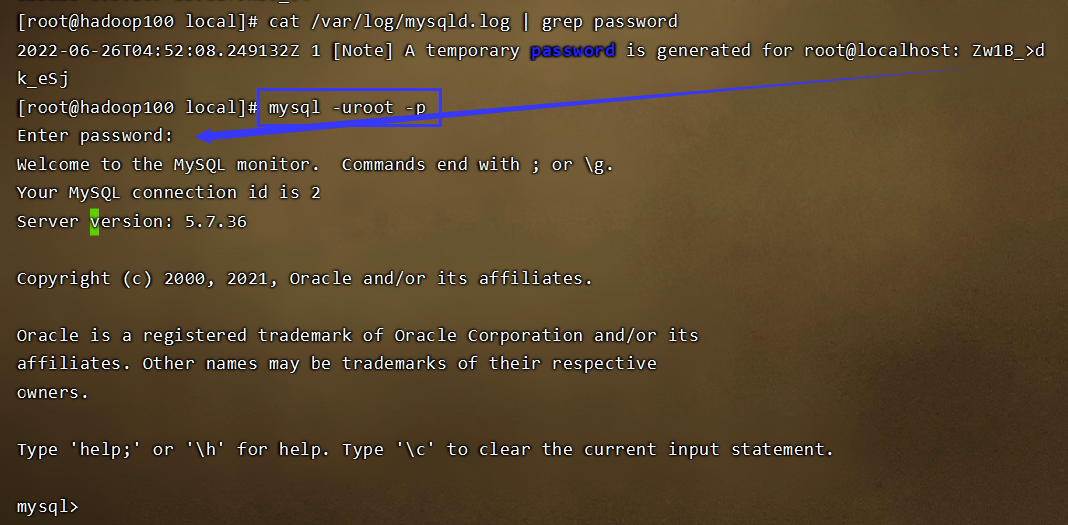 [root@hadoop100 local]# cat /var/log/mysqld.log | grep password
2022-06-26T04:52:08.249132Z 1 [Note] A temporary password is generated for root@localhost: Zw1B_>d
k_eSj
[root@hadoop100 local]# mysql -uroot -p
Enter password:
Welcome to the MySQL monitor.  Commands end with ; or \g.
Your MySQL connection id is 2
Server version: 5.7.36
Copyright (c) 2000, 2021, Oracle and/or its affiliates.
Oracle is a registered trademark of Oracle Corporation and/or its
affiliates. Other names may be trademarks of their respective
owners.
Type 'help;' or '\h' for help. Type '\c' to clear the current input statement.
mysql>